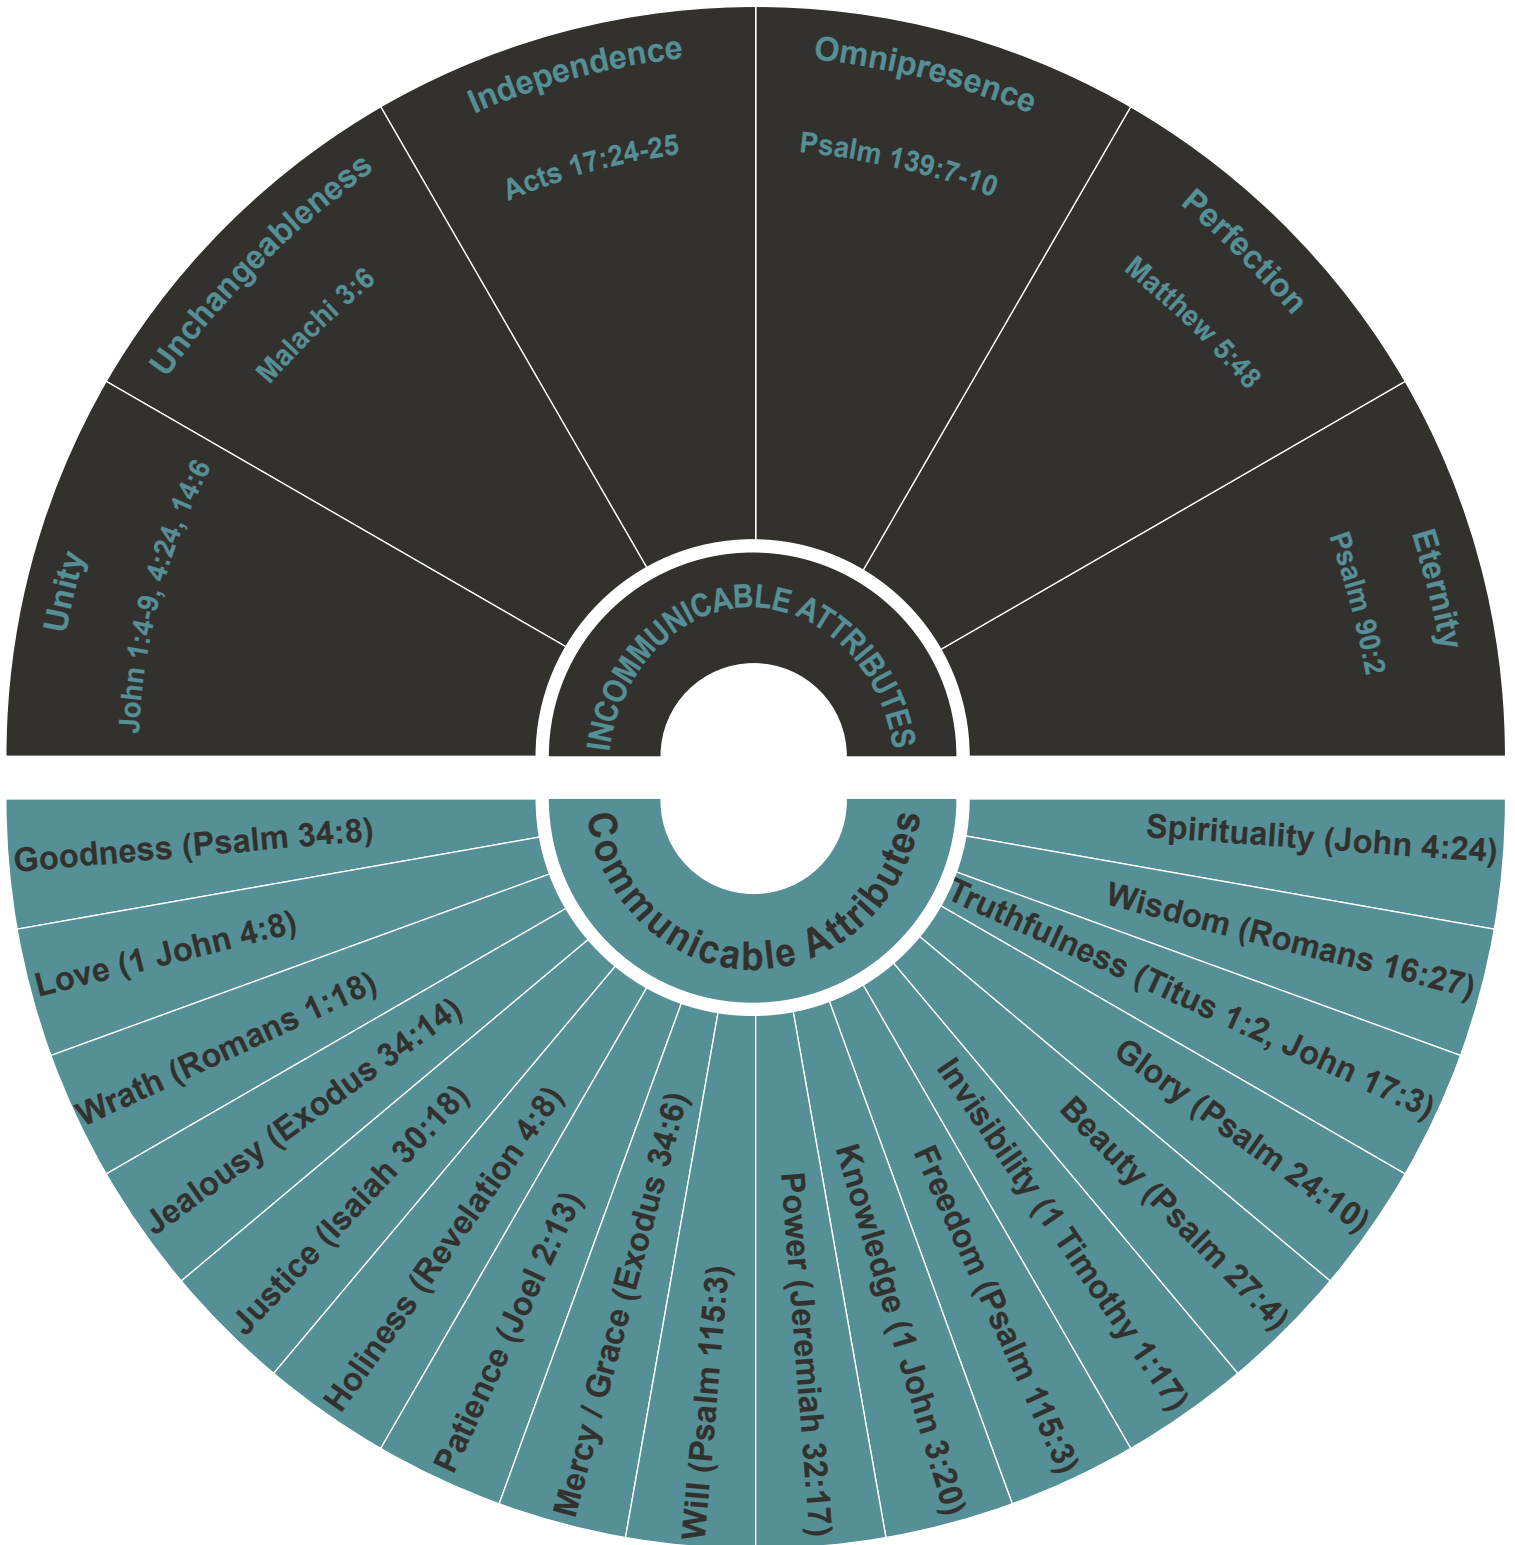 Unity
John 1:4-9, 4:24, 14:6
Unchangeableness
Malachi 3:6
Independence
Acts 17:24-25
Omnipresence
Psalm 139:7-10
Perfection
Matthew 5:48
Eternity
Psalm 90:2
INCOMMUNICABLE ATTRIBUTES
Communicable Attributes
Goodness (Psalm 34:8)
Love (1 John 4:8)
Wrath (Romans 1:18)
Jealousy (Exodus 34:14)
Justice (Isaiah 30:18)
Holiness (Revelation 4:8)
Patience (Joel 2:13)
Mercy / Grace (Exodus 34:6)
Will (Psalm 115:3)
Power (Jeremiah 32:17)
Knowledge (1 John 3:20)
Freedom (Psalm 115:3)
Invisibility (1 Timothy 1:17)
Beauty (Psalm 27:4)
Glory (Psalm 24:10)
Truthfulness (Titus 1:2, John 17:3)
Wisdom (Romans 16:27)
Spirituality (John 4:24)